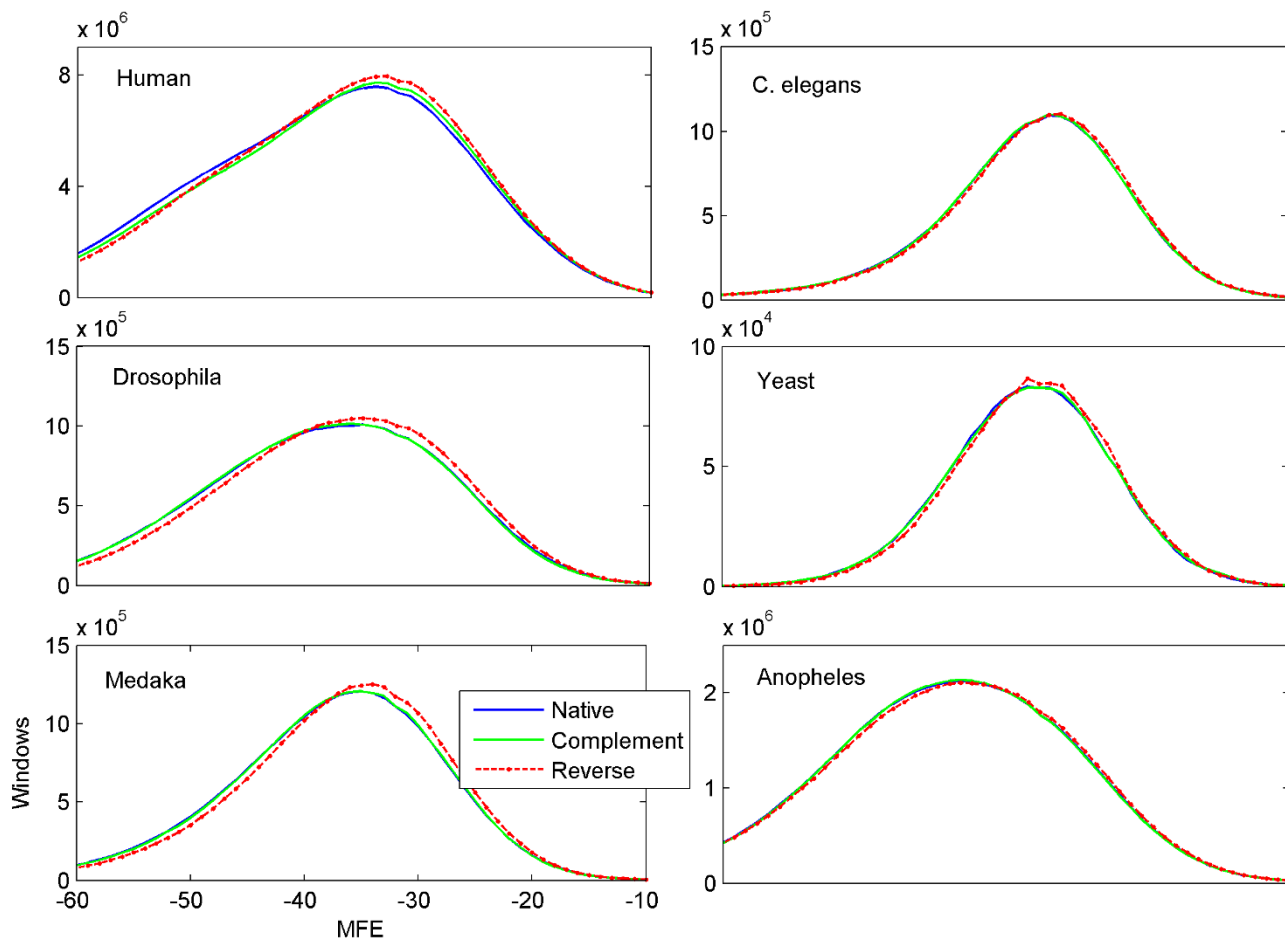 x 10^6
8
4
0
Human
x 10^5
15
10
5
0
C. elegans
x 10^5
15
10
5
0
Drosophila
x 10^4
10
5
0
Yeast
x 10^5
15
10
5
0
Medaka
Windows
-60 -50 -40 -30 -20 -10
MFE
Native
Complement
Reverse
x 10^6
2
1
0
Anopheles